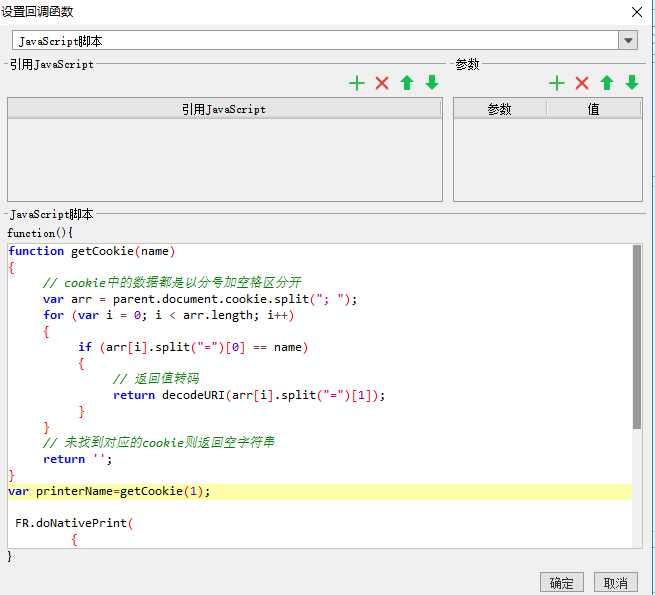 设置回调函数
JavaScript脚本
引用JavaScript
参数
引用JavaScript
参数 值
JavaScript脚本
function(){
function getCookie(name)
{
// cookie中的数据都是以分号加空格区分开
var arr = parent.document.cookie.split("; ");
for (var i = 0; i < arr.length; i++)
{
if (arr[i].split("=")[0] == name)
{
// 返回值转码
return decodeURI(arr[i].split("=")[1]);
}
}
// 未找到对应的cookie则返回空字符串
return '';
}
var printerName=getCookie(1);
FR.doNativePrint(
{
}
确定 取消